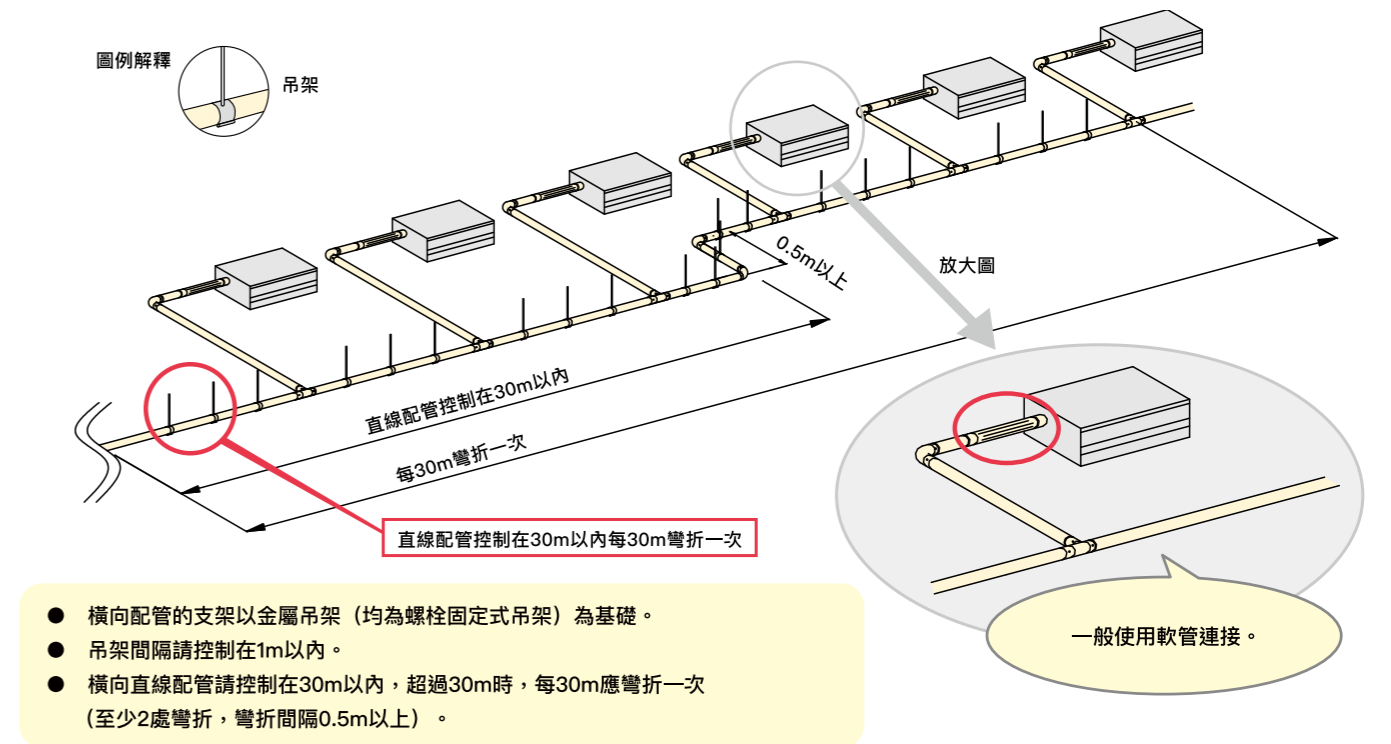 圖例解釋
吊架
0.5m以上
放大圖
直線配管控制在30m以內
每30m彎折一次
直線配管控制在30m以內每30m彎折一次
一般使用軟管連接。
● 橫向配管的支架以金屬吊架（均為螺栓固定式吊架）為基礎。
● 吊架間隔請控制在1m以內。
● 橫向直線配管請控制在30m以內，超過30m時，每30m應彎折一次
（至少2處彎折，彎折間隔0.5m以上）。